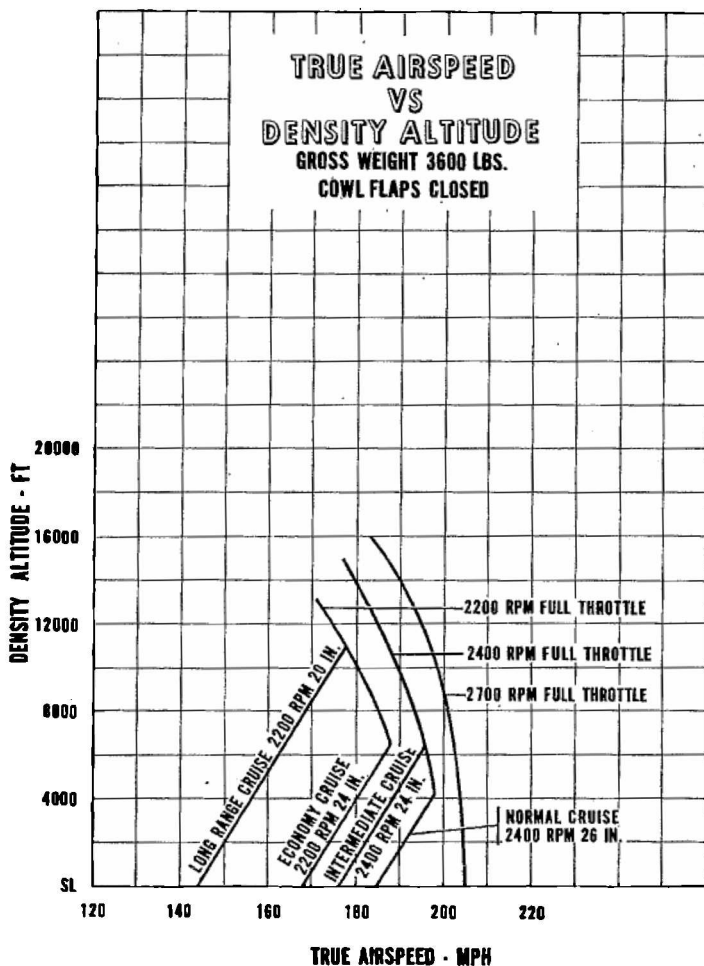 TRUE AIRSPEED
VS
DENSITY ALTITUDE
GROSS WEIGHT 3600 LBS.
COWL FLAPS CLOSED
DENSITY ALTITUDE - FT
20000
16000
12000
8000
4000
SL
2200 RPM FULL THROTTLE
2400 RPM FULL THROTTLE
2700 RPM FULL THROTTLE
LONG RANGE CRUISE 2200 RPM 20 IN.
ECONOMY CRUISE
2200 RPM 24 IN.
INTERMEDIATE CRUISE
2400 RPM 24 IN.
NORMAL CRUISE
2400 RPM 26 IN.
120 140 160 180 200 220
TRUE AIRSPEED - MPH